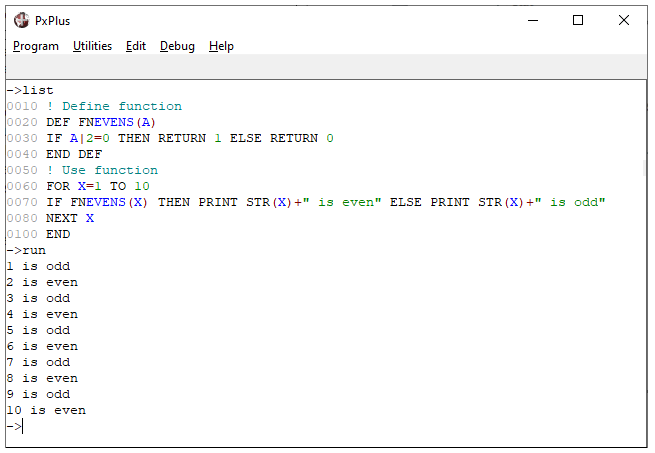 PxPlus
Program Utilities Edit Debug Help
->list
0010 ! Define function
0020 DEF FNEVENS(A)
0030 IF A|2=0 THEN RETURN 1 ELSE RETURN 0
0040 END DEF
0050 ! Use function
0060 FOR X=1 TO 10
0070 IF FNEVENS(X) THEN PRINT STR(X)+" is even" ELSE PRINT STR(X)+" is odd"
0080 NEXT X
0100 END
->run
1 is odd
2 is even
3 is odd
4 is even
5 is odd
6 is even
7 is odd
8 is even
9 is odd
10 is even
->